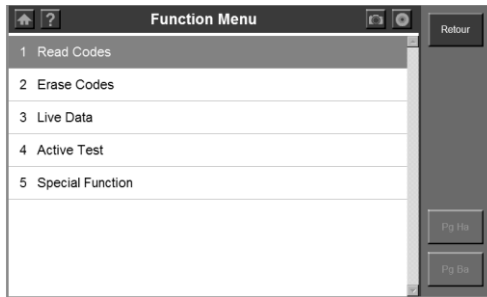 ? Function Menu
Retour
1 Read Codes
2 Erase Codes
3 Live Data
4 Active Test
5 Special Function
Pg Ha
Pg Ba